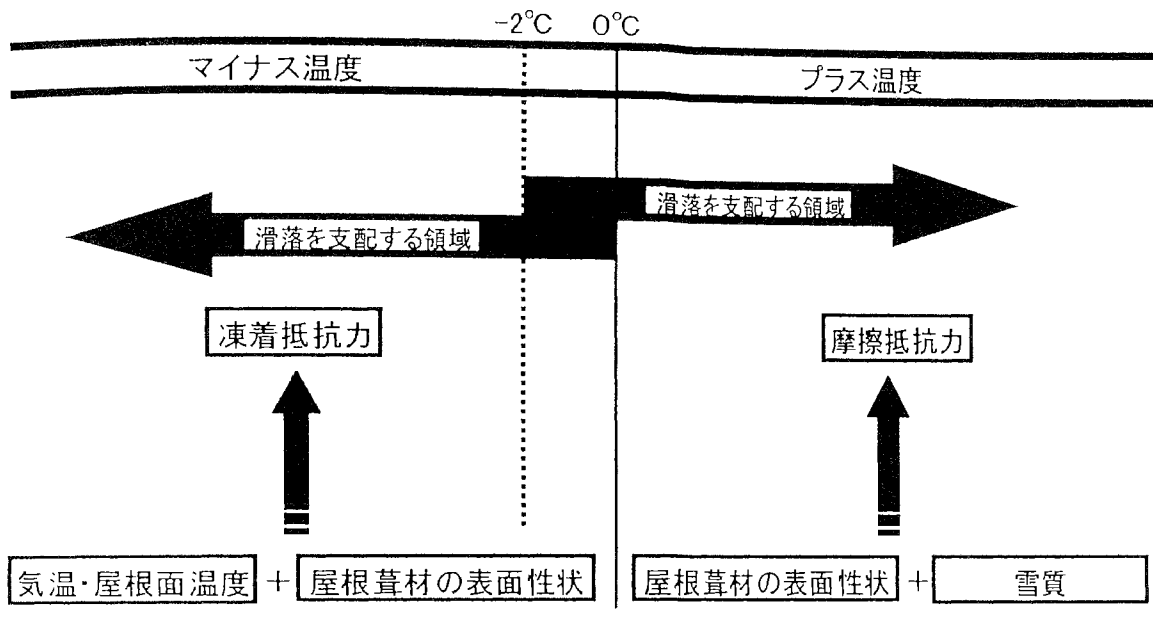 -2℃ 0℃
マイナス温度
プラス温度
滑落を支配する領域
滑落を支配する領域
凍着抵抗力
摩擦抵抗力
気温・屋根面温度 + 屋根葺材の表面性状
屋根葺材の表面性状 + 雪質